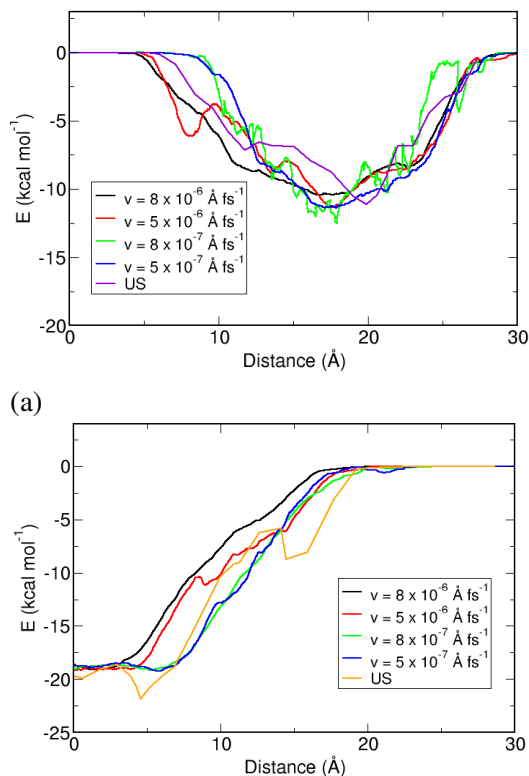 0
-5
-10
-15
-20
E (kcal mol⁻¹)
v = 8 x 10⁻⁶ Å fs⁻¹
v = 5 x 10⁻⁶ Å fs⁻¹
v = 8 x 10⁻⁷ Å fs⁻¹
v = 5 x 10⁻⁷ Å fs⁻¹
US
0 10 20 30
Distance (Å)
(a)
0
-5
-10
-15
-20
-25
E (kcal mol⁻¹)
v = 8 x 10⁻⁶ Å fs⁻¹
v = 5 x 10⁻⁶ Å fs⁻¹
v = 8 x 10⁻⁷ Å fs⁻¹
v = 5 x 10⁻⁷ Å fs⁻¹
US
0 10 20 30
Distance (Å)